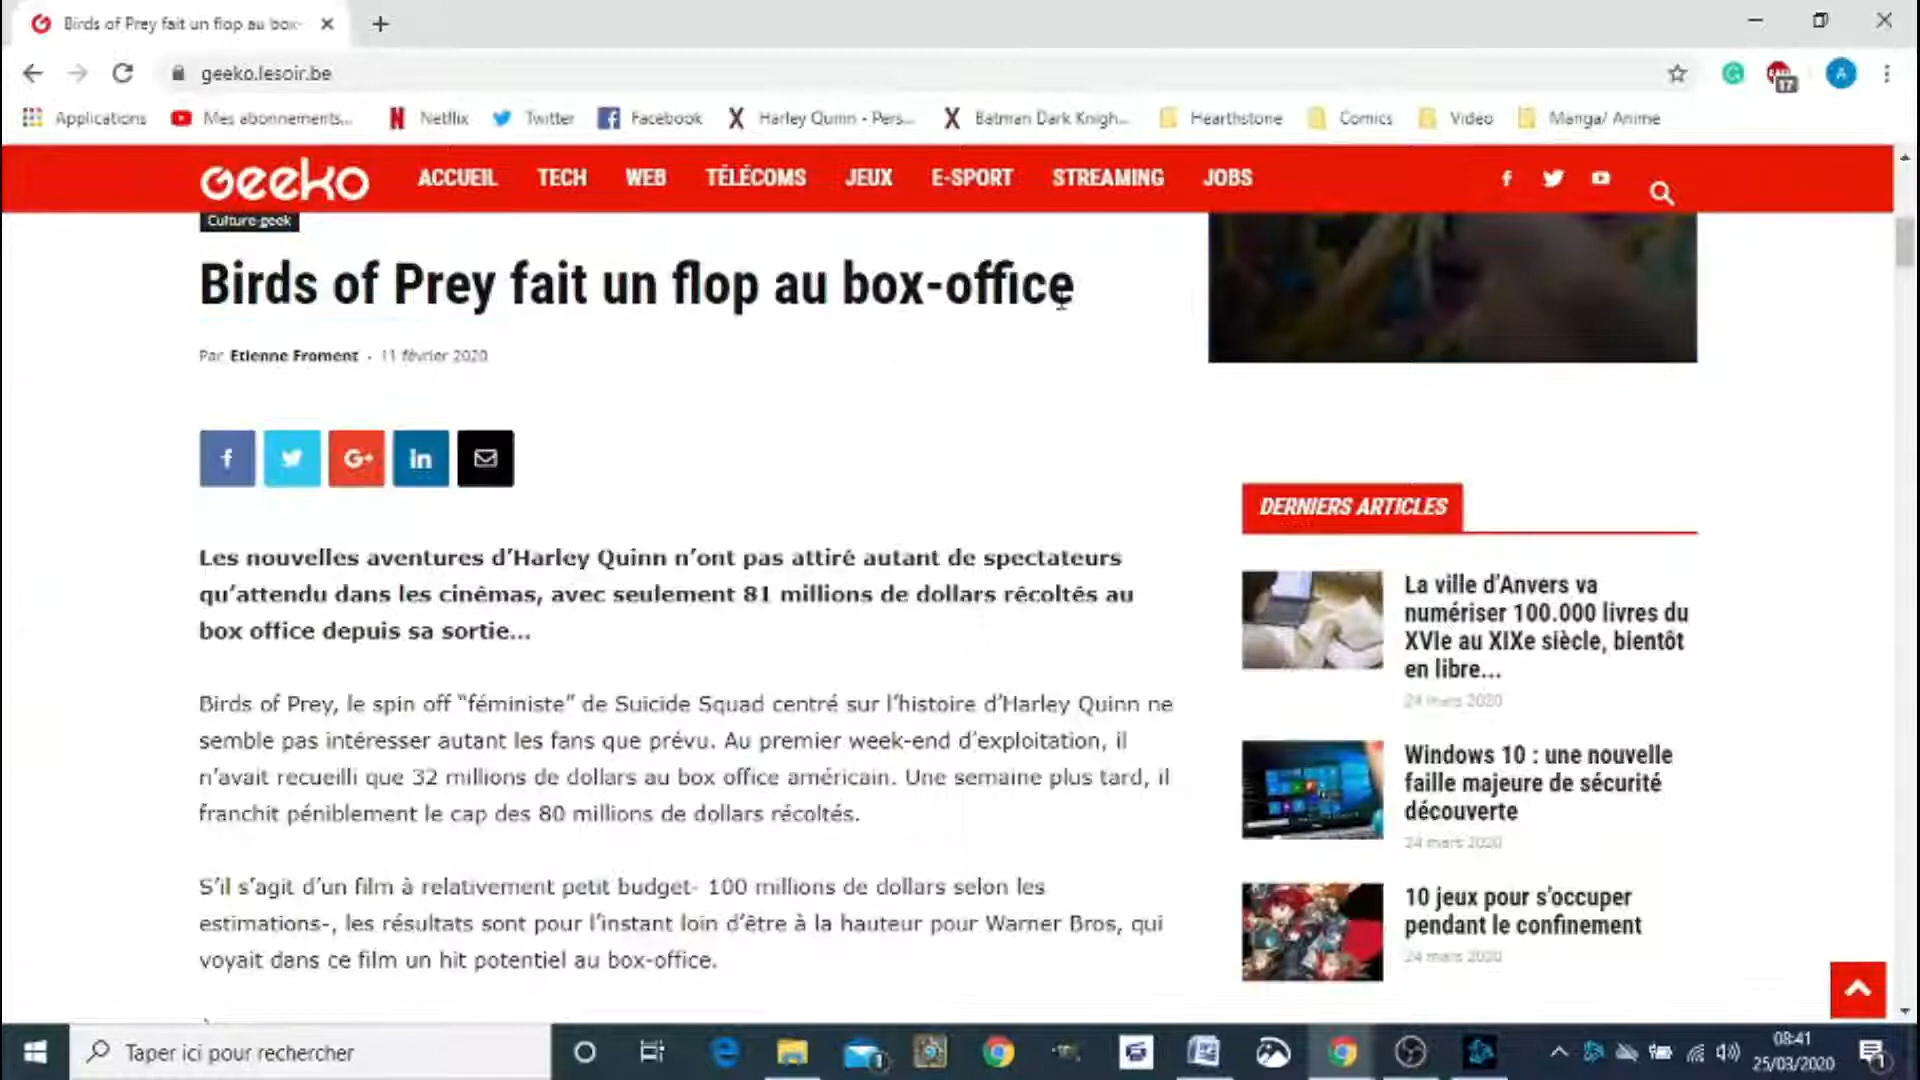 Birds of Prey fait un flop au box-
geeko.lesoir.be
Applications
Mes abonnements...
Netflix
Twitter
Facebook
Harley Quinn - Pers...
Batman Dark Knigh...
Hearthstone
Comics
Video
Manga/ Anime
Geeko
ACCUEIL
TECH
WEB
TÉLÉCOMS
JEUX
E-SPORT
STREAMING
JOBS
Culture geek
Birds of Prey fait un flop au box-office
Par Etienne Froment - 11 février 2020
Les nouvelles aventures d'Harley Quinn n'ont pas attiré autant de spectateurs
qu'attendu dans les cinémas, avec seulement 81 millions de dollars récoltés au
box office depuis sa sortie...
Birds of Prey, le spin off "féministe" de Suicide Squad centré sur l'histoire d'Harley Quinn ne
semble pas intéresser autant les fans que prévu. Au premier week-end d'exploitation, il
n'avait recueilli que 32 millions de dollars au box office américain. Une semaine plus tard, il
franchit péniblement le cap des 80 millions de dollars récoltés.
S'il s'agit d'un film à relativement petit budget- 100 millions de dollars selon les
estimations-, les résultats sont pour l'instant loin d'être à la hauteur pour Warner Bros, qui
voyait dans ce film un hit potentiel au box-office.
DERNIERS ARTICLES
La ville d'Anvers va
numériser 100.000 livres du
XVIe au XIXe siècle, bientôt
en libre...
24 mars 2020
Windows 10 : une nouvelle
faille majeure de sécurité
découverte
24 mars 2020
10 jeux pour s'occuper
pendant le confinement
24 mars 2020
Taper ici pour rechercher
08:41
25/03/2020